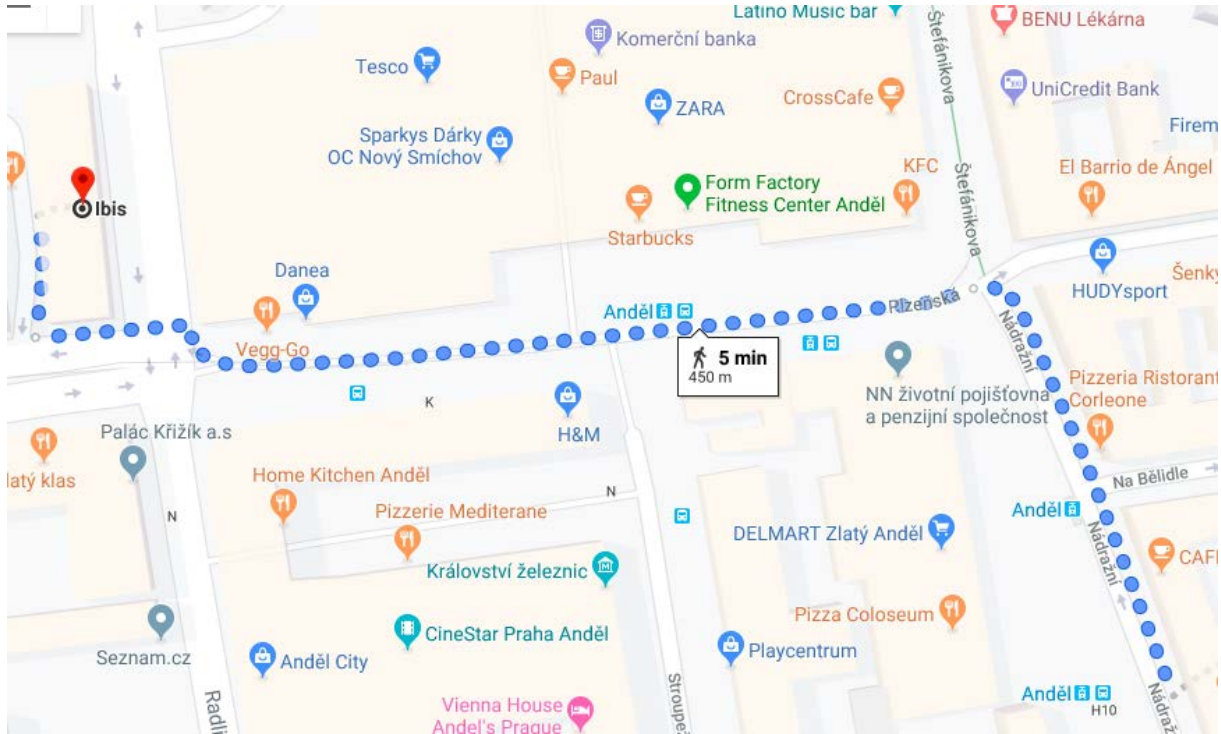 Latino Music bar
BENU Lékárna
Komerční banka
Štefánikova
Tesco
Paul
CrossCafe
UniCredit Bank
ZARA
Firem
Sparkys Dárky
OC Nový Smíchov
KFC
El Barrio de Ángel
Štefánikova
Form Factory
Fitness Center Anděl
Ibis
Starbucks
Danea
Šenky
HUDYsport
Anděl
Plzeňská
Nádražní
Vegg-Go
5 min
450 m
NN životní pojišťovna
a penzijní společnost
Pizzeria Ristorant
Corleone
K
H&M
Palác Křižík a.s
latý klas
Home Kitchen Anděl
Na Bělidle
N
N
Pizzerie Mediterane
Anděl
DELMART Zlatý Anděl
Nádražní
CAFE
Království železnic
Pizza Coloseum
CineStar Praha Anděl
Seznam.cz
Anděl City
Playcentrum
Radli
Stroupež
Anděl
H10
Nádraž
Vienna House
Andel's Prague